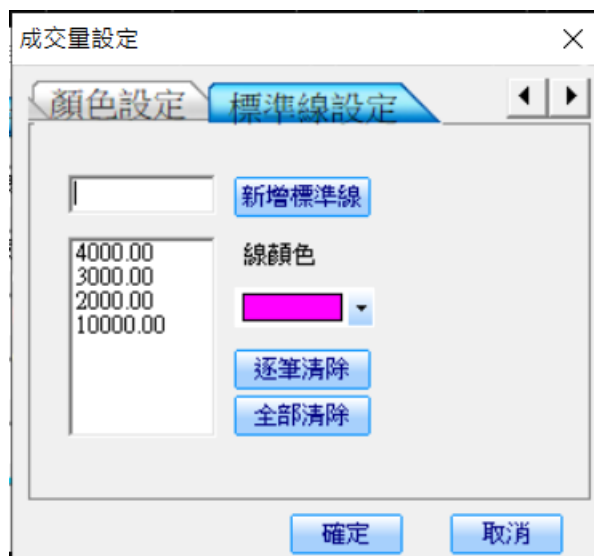 成交量設定
顏色設定 標準線設定
新增標準線
4000.00
3000.00
2000.00
10000.00
線顏色
逐筆清除
全部清除
確定 取消